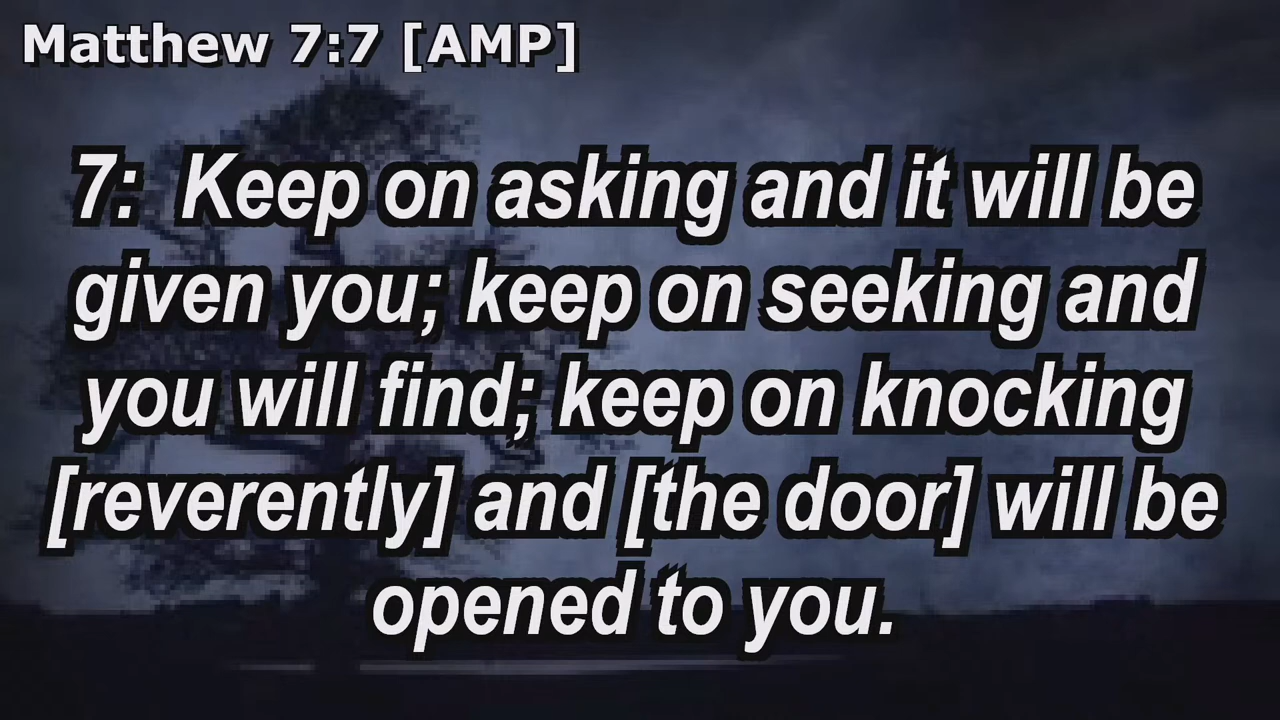 Matthew 7:7 [AMP]
7: Keep on asking and it will be
given you; keep on seeking and
you will find; keep on knocking
[reverently] and [the door] will be
opened to you.